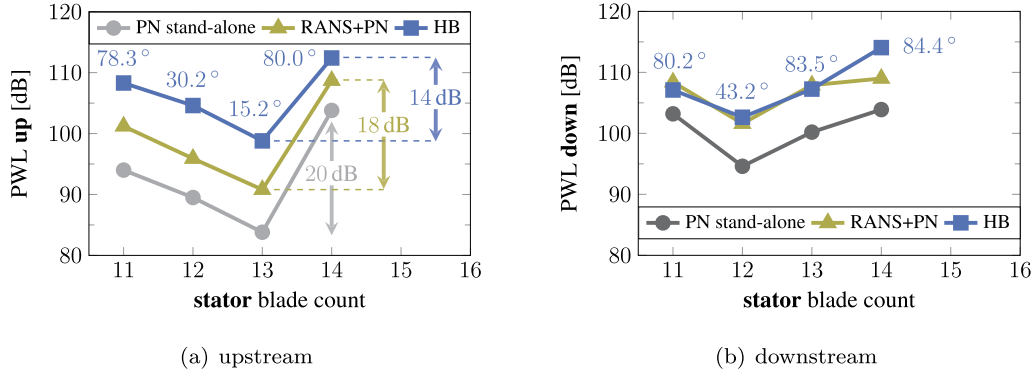 PN stand-alone RANS+PN HB
120
110
100
90
80
PWL up [dB]
78.3°
30.2°
15.2°
80.0°
14 dB
18 dB
20 dB
11 12 13 14 15 16
stator blade count
(a) upstream
120
110
100
90
80
PWL down [dB]
80.2°
43.2°
83.5°
84.4°
PN stand-alone RANS+PN HB
11 12 13 14 16
stator blade count
(b) downstream